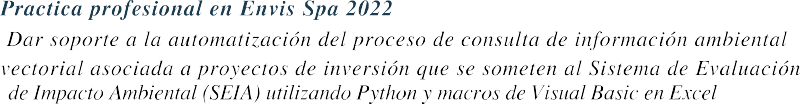 Practica profesional en Envis Spa 2022
Dar soporte a la automatización del proceso de consulta de información ambiental
vectorial asociada a proyectos de inversión que se someten al Sistema de Evaluación
de Impacto Ambiental (SEIA) utilizando Python y macros de Visual Basic en Excel